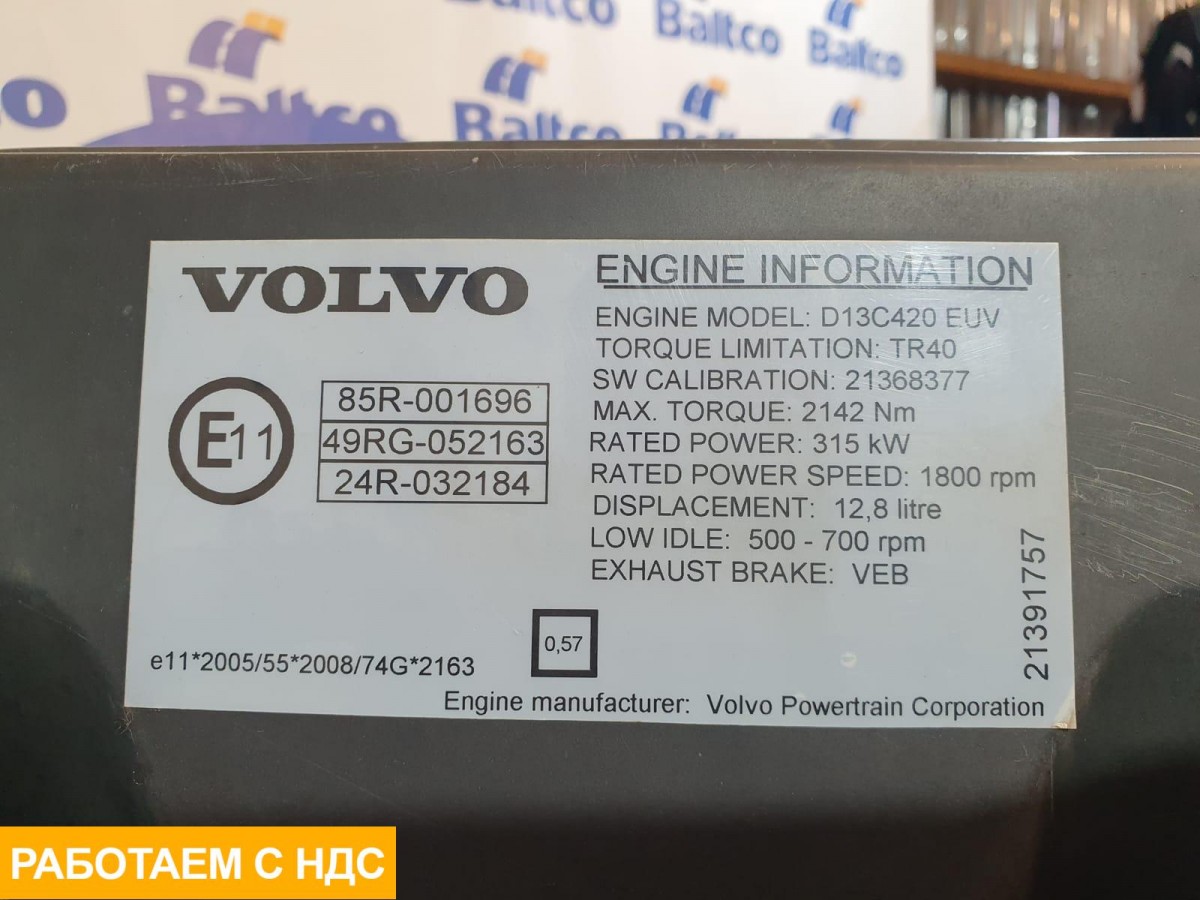 Baltco
Baltco
Baltco
co
Baltco
Baltco
Baltco
VOLVO
ENGINE INFORMATION
ENGINE MODEL: D13C420 EUV
TORQUE LIMITATION: TR40
SW CALIBRATION: 21368377
MAX. TORQUE: 2142 Nm
RATED POWER: 315 kW
RATED POWER SPEED: 1800 rpm
DISPLACEMENT: 12,8 litre
LOW IDLE: 500 - 700 rpm
EXHAUST BRAKE: VEB
E11
85R-001696
49RG-052163
24R-032184
21391757
0,57
e11*2005/55*2008/74G*2163
Engine manufacturer: Volvo Powertrain Corporation
РАБОТАЕМ С НДС